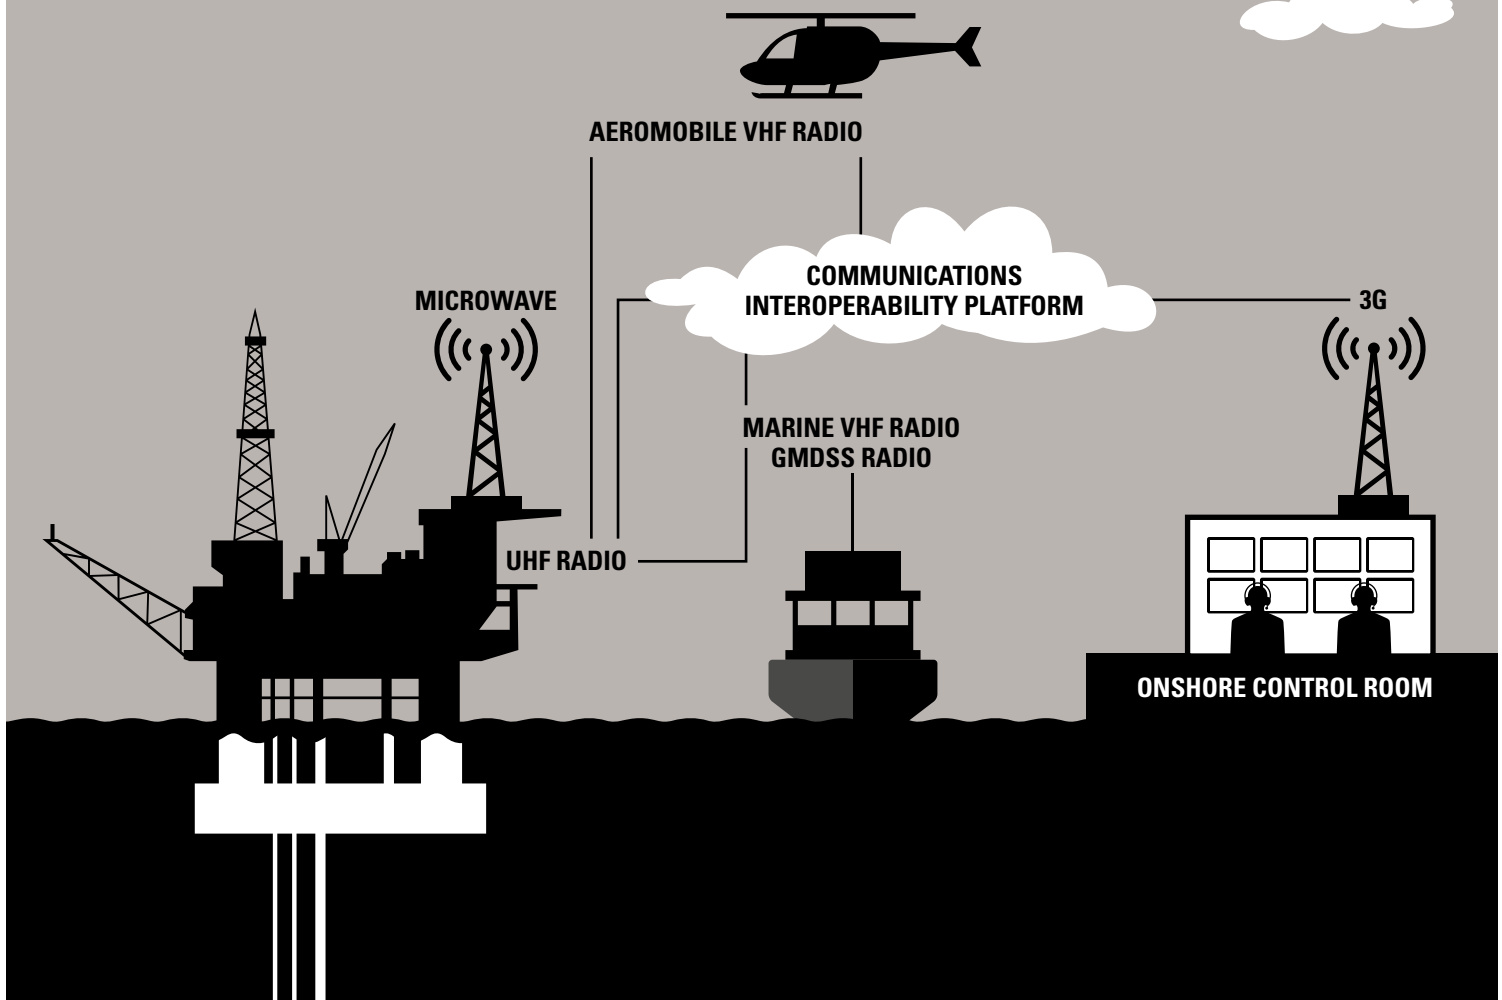 AEROMOBILE VHF RADIO
COMMUNICATIONS
INTEROPERABILITY PLATFORM
MICROWAVE
3G
MARINE VHF RADIO
GMDSS RADIO
UHF RADIO
ONSHORE CONTROL ROOM